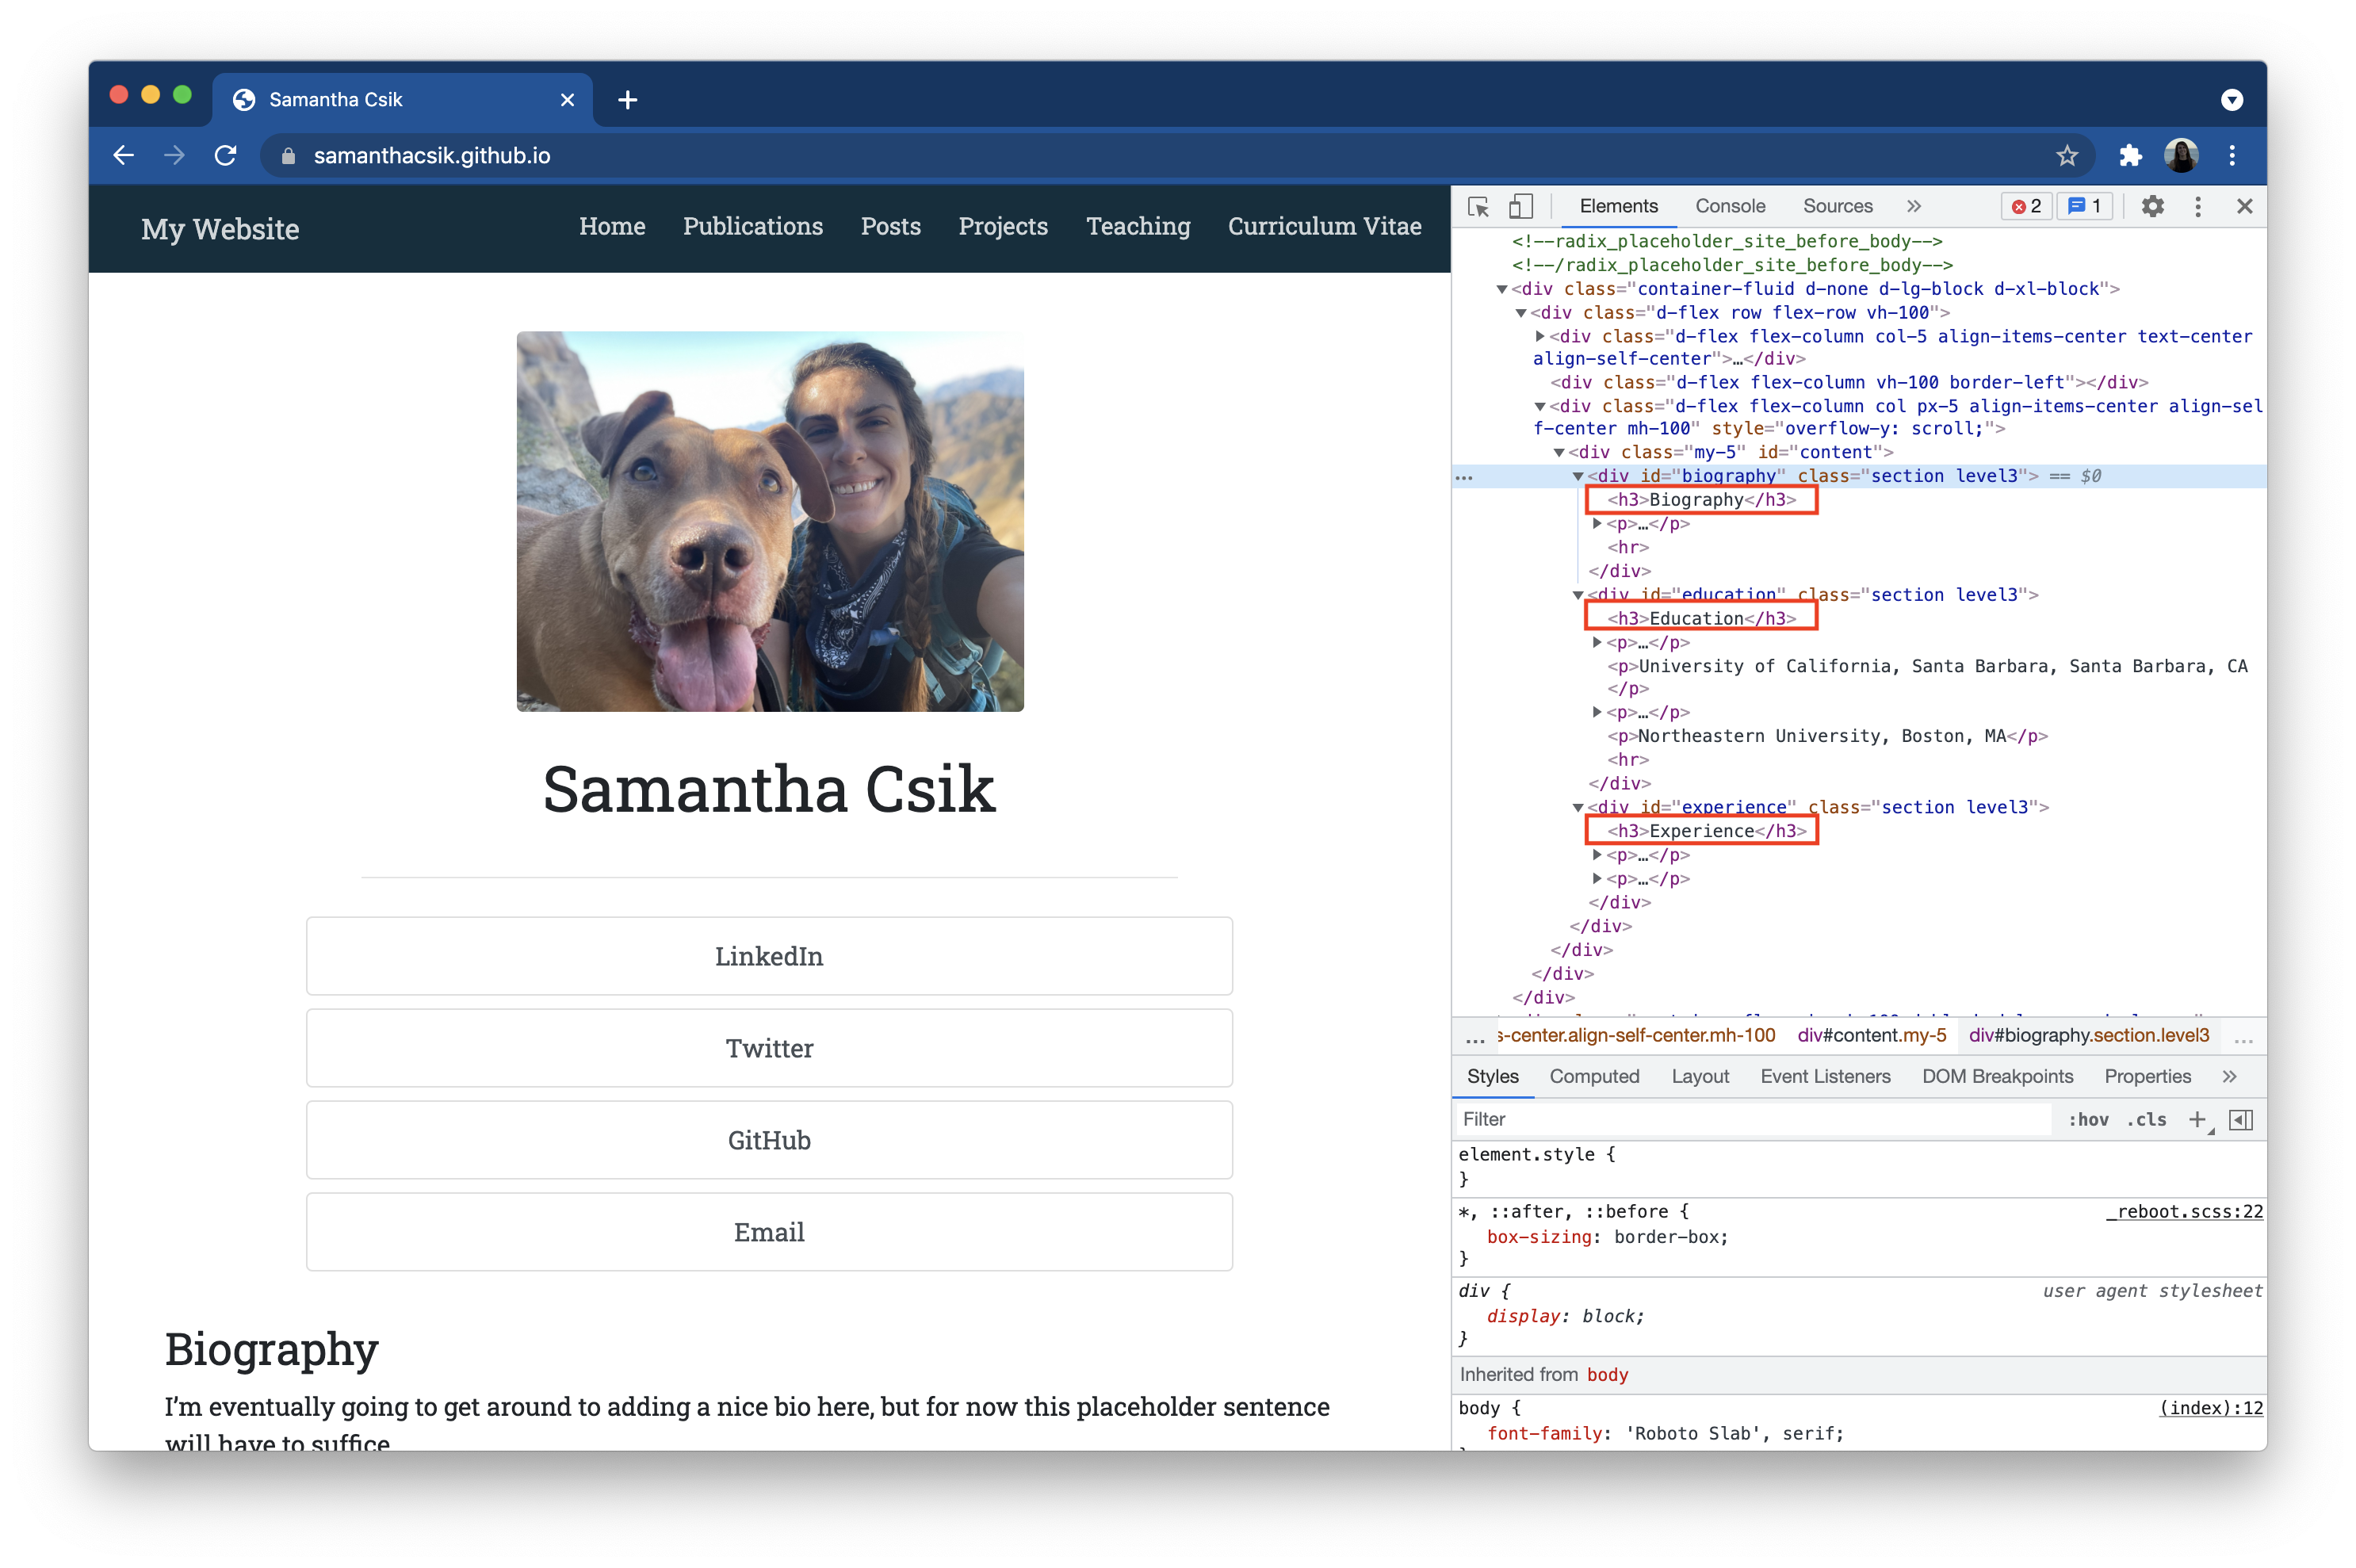 Samantha Csik
samanthacsik.github.io
My Website
Home Publications Posts Projects Teaching Curriculum Vitae
Samantha Csik
LinkedIn
Twitter
GitHub
Email
Biography
I'm eventually going to get around to adding a nice bio here, but for now this placeholder sentence
will have to suffice
Elements Console Sources » 2 1
<!--radix_placeholder_site_before_body-->
<!--/radix_placeholder_site_before_body-->
▼<div class="container-fluid d-none d-lg-block d-xl-block">
▼<div class="d-flex row flex-row vh-100">
▶<div class="d-flex flex-column col-5 align-items-center text-center
align-self-center">…</div>
<div class="d-flex flex-column vh-100 border-left"></div>
▼<div class="d-flex flex-column col px-5 align-items-center align-sel
f-center mh-100" style="overflow-y: scroll;">
▼<div class="my-5" id="content">
… ▼<div id="biography" class="section level3"> == $0
<h3>Biography</h3>
▶<p>…</p>
<hr>
</div>
▼<div id="education" class="section level3">
<h3>Education</h3>
▶<p>…</p>
<p>University of California, Santa Barbara, Santa Barbara, CA
</p>
▶<p>…</p>
<p>Northeastern University, Boston, MA</p>
<hr>
</div>
▼<div id="experience" class="section level3">
<h3>Experience</h3>
▶<p>…</p>
▶<p>…</p>
</div>
</div>
</div>
</div>
</div>
… s-center.align-self-center.mh-100 div#content.my-5 div#biography.section.level3 …
Styles Computed Layout Event Listeners DOM Breakpoints Properties »
Filter :hov .cls +
element.style {
}
*, ::after, ::before { _reboot.scss:22
box-sizing: border-box;
}
div { user agent stylesheet
display: block;
}
Inherited from body
body { (index):12
font-family: 'Roboto Slab', serif;